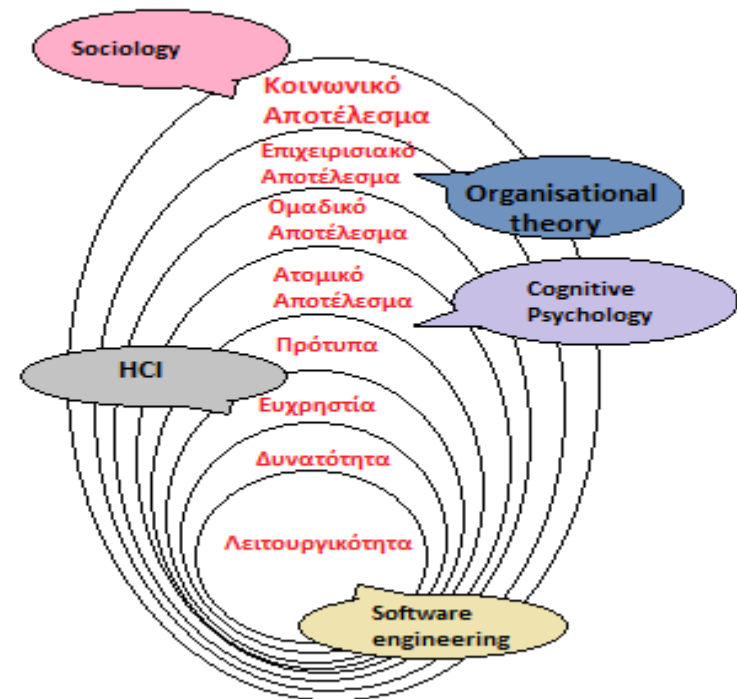 Sociology
Κοινωνικό
Αποτέλεσμα
Επιχειρισιακό
Αποτέλεσμα
Organisational
theory
Ομαδικό
Αποτέλεσμα
Ατομικό
Αποτέλεσμα
Cognitive
Psychology
Πρότυπα
HCI
Ευχρηστία
Δυνατότητα
Λειτουργικότητα
Software
engineering